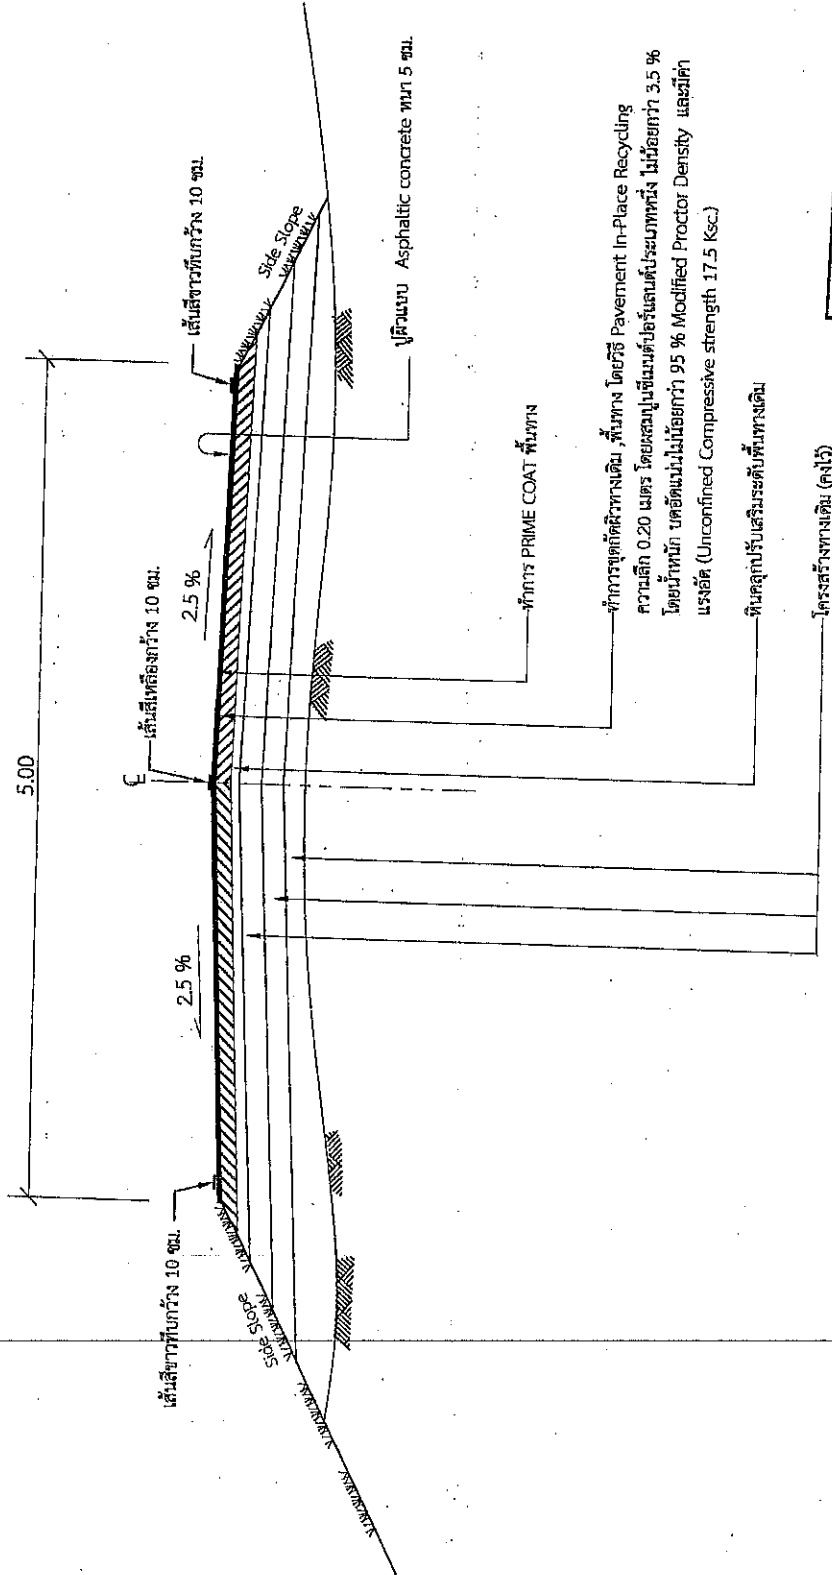 5.00
เส้นสีขาวทึบกว้าง 10 ซม.
℄
เส้นสีเหลืองกว้าง 10 ซม.
เส้นสีขาวทึบกว้าง 10 ซม.
2.5 %
2.5 %
Side Slope
Side Slope
ปูผิวแบบ Asphaltic concrete หนา 5 ซม.
ทำการ PRIME COAT พื้นทาง
ทำการขุดกัดผิวทางเดิม ,พื้นทาง โดยวิธี Pavement In-Place Recycling
ความลึก 0.20 เมตร โดยผสมปูนซีเมนต์ปอร์ตแลนด์ประเภทหนึ่ง ไม่น้อยกว่า 3.5 %
โดยน้ำหนัก บดอัดแน่นไม่น้อยกว่า 95 % Modified Proctor Density และมีค่า
แรงอัด (Unconfined Compressive strength 17.5 Ksc.)
หินคลุกปรับเสริมระดับพื้นทางเดิม
โครงสร้างทางเดิม (คงไว้)